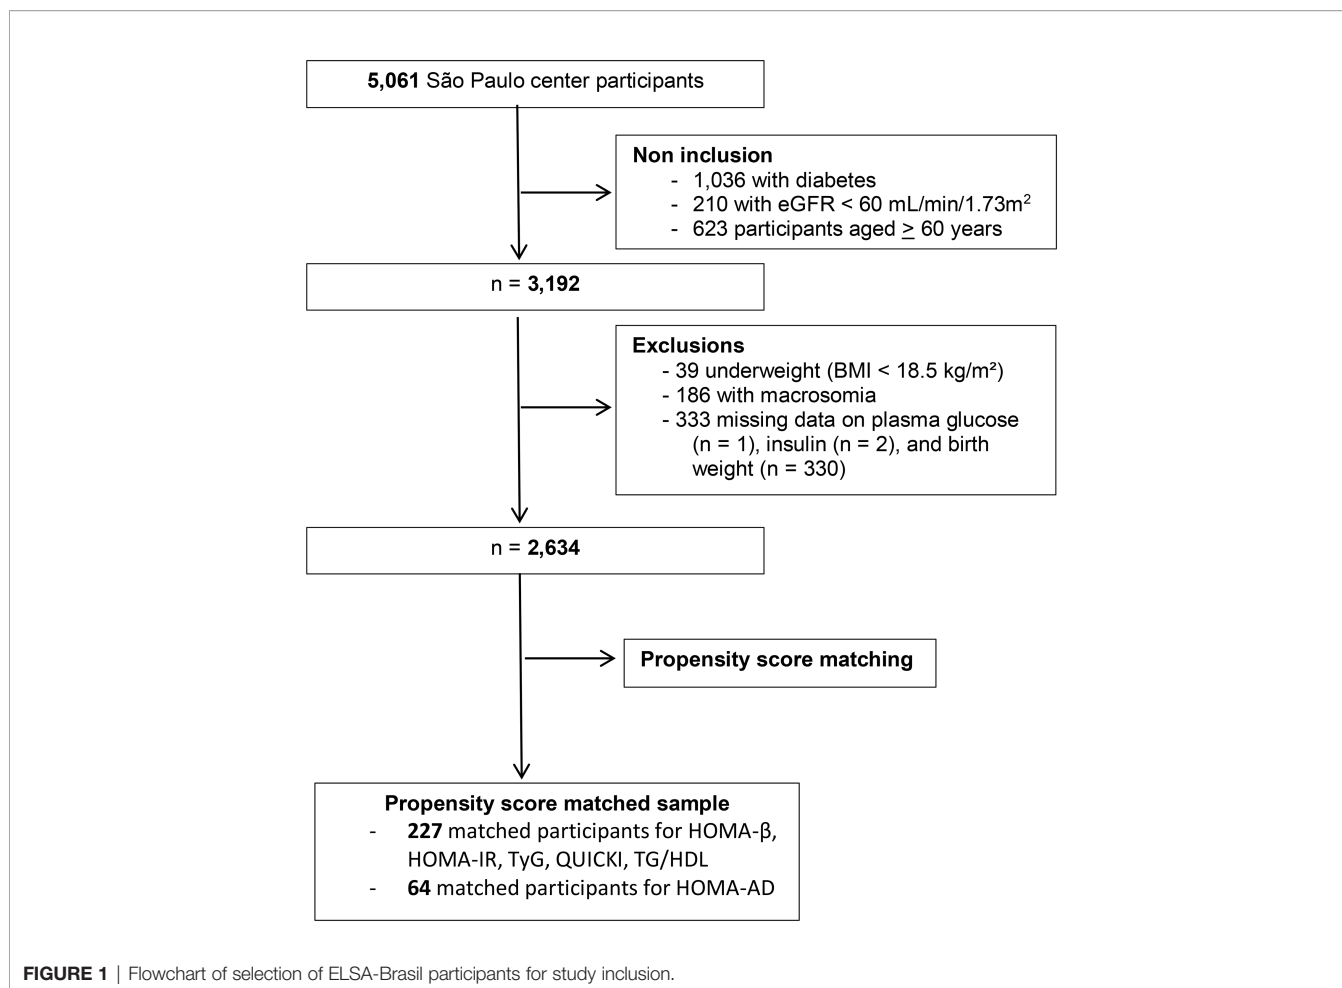 5,061 São Paulo center participants
Non inclusion
- 1,036 with diabetes
- 210 with eGFR < 60 mL/min/1.73m²
- 623 participants aged ≥ 60 years
n = 3,192
Exclusions
- 39 underweight (BMI < 18.5 kg/m²)
- 186 with macrosomia
- 333 missing data on plasma glucose
(n = 1), insulin (n = 2), and birth
weight (n = 330)
n = 2,634
Propensity score matching
Propensity score matched sample
- 227 matched participants for HOMA-β,
HOMA-IR, TyG, QUICKI, TG/HDL
- 64 matched participants for HOMA-AD
FIGURE 1 | Flowchart of selection of ELSA-Brasil participants for study inclusion.